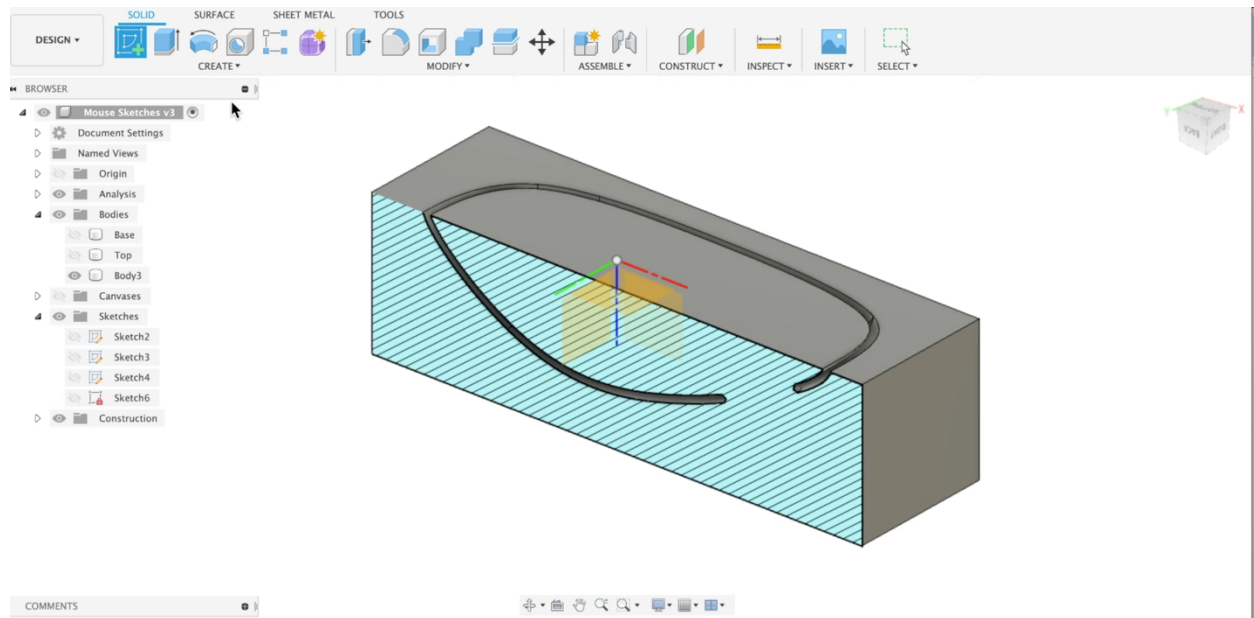 SOLID SURFACE SHEET METAL TOOLS
DESIGN
CREATE MODIFY ASSEMBLE CONSTRUCT INSPECT INSERT SELECT
BROWSER
Mouse Sketches v3
Document Settings
Named Views
Origin
Analysis
Bodies
Base
Top
Body3
Canvases
Sketches
Sketch2
Sketch3
Sketch4
Sketch6
Construction
Y X
COMMENTS